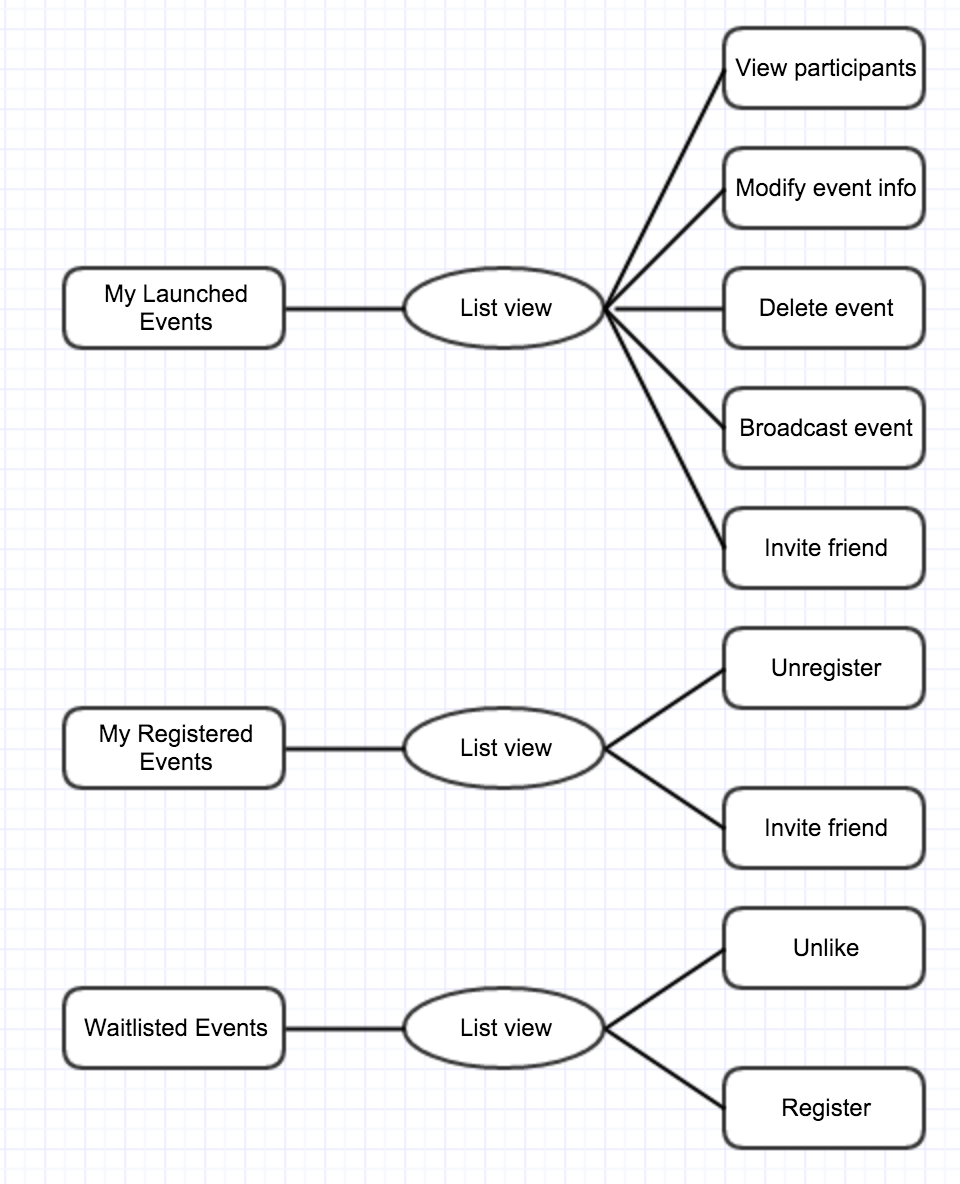 View participants
Modify event info
My Launched
Events
List view
Delete event
Broadcast event
Invite friend
Unregister
My Registered
Events
List view
Invite friend
Unlike
Waitlisted Events
List view
Register